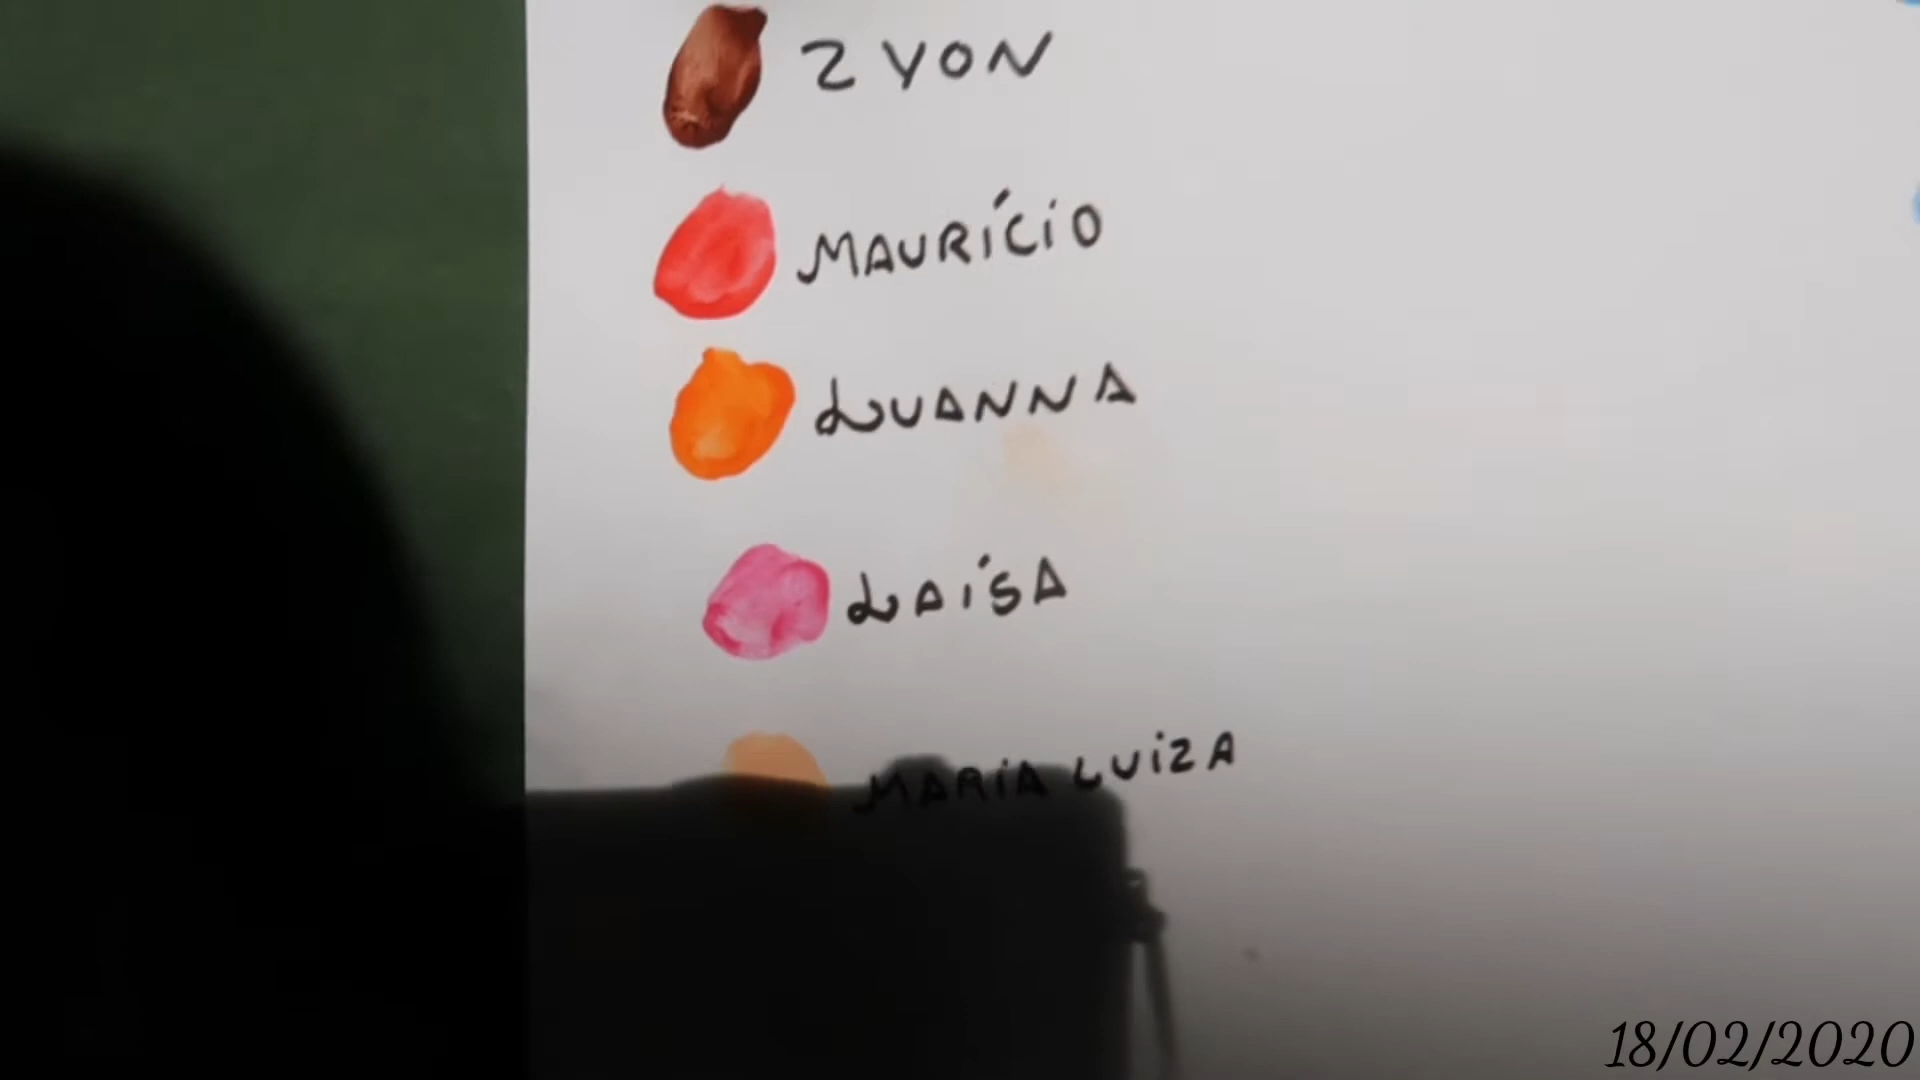 ZYON
MAURÍCIO
LUANNA
LAÍSA
MARIA LUIZA
18/02/2020